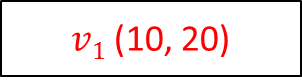 v₁ (10, 20)